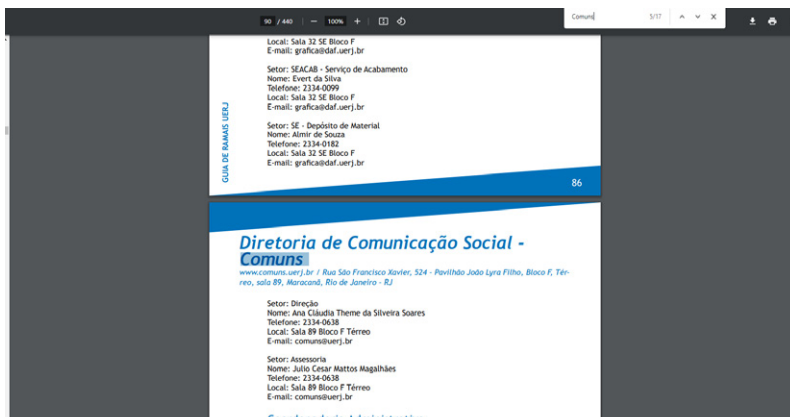 90 / 440
100%
Comuns
5/17
Local: Sala 32 SE Bloco F
E-mail: grafica@daf.uerj.br
Setor: SEACAB - Serviço de Acabamento
Nome: Evert da Silva
Telefone: 2334-0099
Local: Sala 32 SE Bloco F
E-mail: grafica@daf.uerj.br
Setor: SE - Depósito de Material
Nome: Almir de Souza
Telefone: 2334-0182
Local: Sala 32 SE Bloco F
E-mail: grafica@daf.uerj.br
GUIA DE RAMAIS UERJ
86
Diretoria de Comunicação Social -
Comuns
www.comuns.uerj.br / Rua São Francisco Xavier, 524 - Pavilhão João Lyra Filho, Bloco F, Tér-
reo, sala 89, Maracanã, Rio de Janeiro - RJ
Setor: Direção
Nome: Ana Cláudia Theme da Silveira Soares
Telefone: 2334-0638
Local: Sala 89 Bloco F Térreo
E-mail: comuns@uerj.br
Setor: Assessoria
Nome: Julio Cesar Mattos Magalhães
Telefone: 2334-0638
Local: Sala 89 Bloco F Térreo
E-mail: comuns@uerj.br